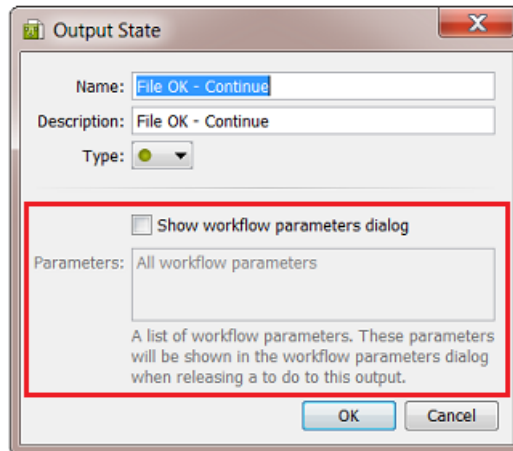 Output State
Name: File OK - Continue
Description: File OK - Continue
Type:
Show workflow parameters dialog
Parameters: All workflow parameters
A list of workflow parameters. These parameters
will be shown in the workflow parameters dialog
when releasing a to do to this output.
OK Cancel